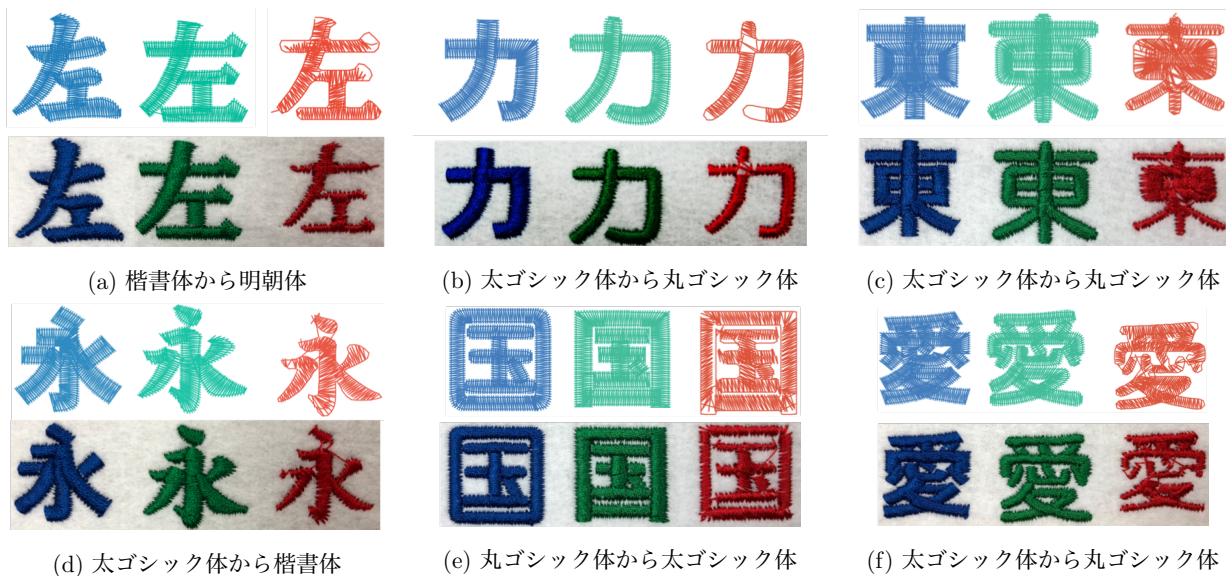 左 左 左
力 力 力
東 東 東
左 左 左
力 力 力
東 東 東
(a) 楷書体から明朝体
(b) 太ゴシック体から丸ゴシック体
(c) 太ゴシック体から丸ゴシック体
永 永 永
国 国 国
愛 愛 愛
永 永 永
国 国 国
愛 愛 愛
(d) 太ゴシック体から楷書体
(e) 丸ゴシック体から太ゴシック体
(f) 太ゴシック体から丸ゴシック体